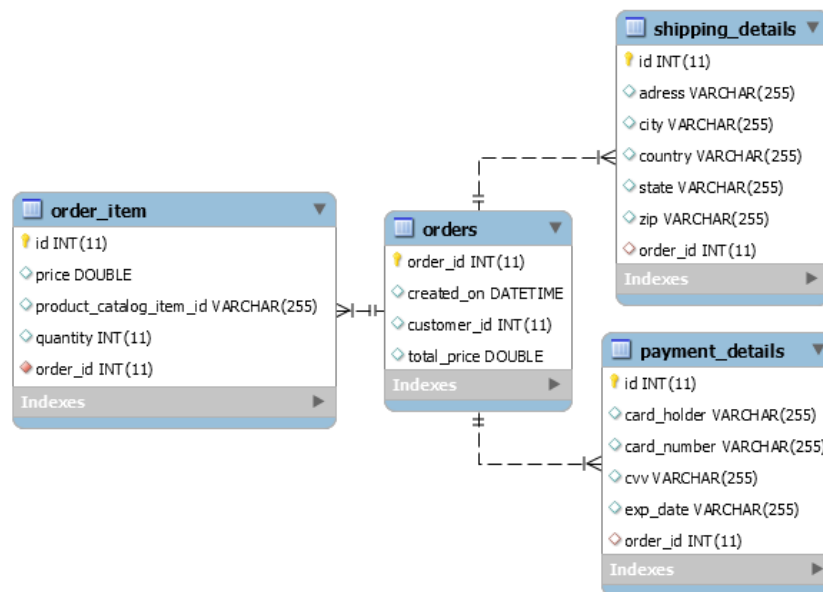 order_item
id INT(11)
price DOUBLE
product_catalog_item_id VARCHAR(255)
quantity INT(11)
order_id INT(11)
Indexes
orders
order_id INT(11)
created_on DATETIME
customer_id INT(11)
total_price DOUBLE
Indexes
shipping_details
id INT(11)
adress VARCHAR(255)
city VARCHAR(255)
country VARCHAR(255)
state VARCHAR(255)
zip VARCHAR(255)
order_id INT(11)
Indexes
payment_details
id INT(11)
card_holder VARCHAR(255)
card_number VARCHAR(255)
cvv VARCHAR(255)
exp_date VARCHAR(255)
order_id INT(11)
Indexes